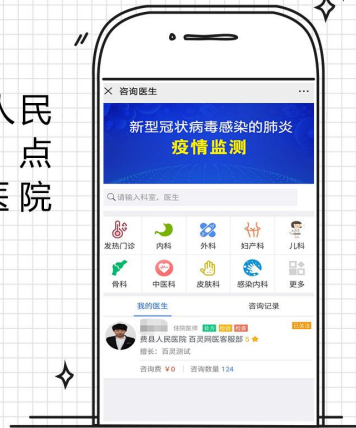 人民
点
医院
咨询医生
新型冠状病毒感染的肺炎
疫情监测
请输入科室、医生
发热门诊 内科 外科 妇产科 儿科
骨科 中医科 皮肤科 感染内科 更多
我的医生 咨询记录
住院医师
费县人民医院 百灵网医客服部 5
擅长：百灵测试
咨询费 ¥0 咨询数量 124